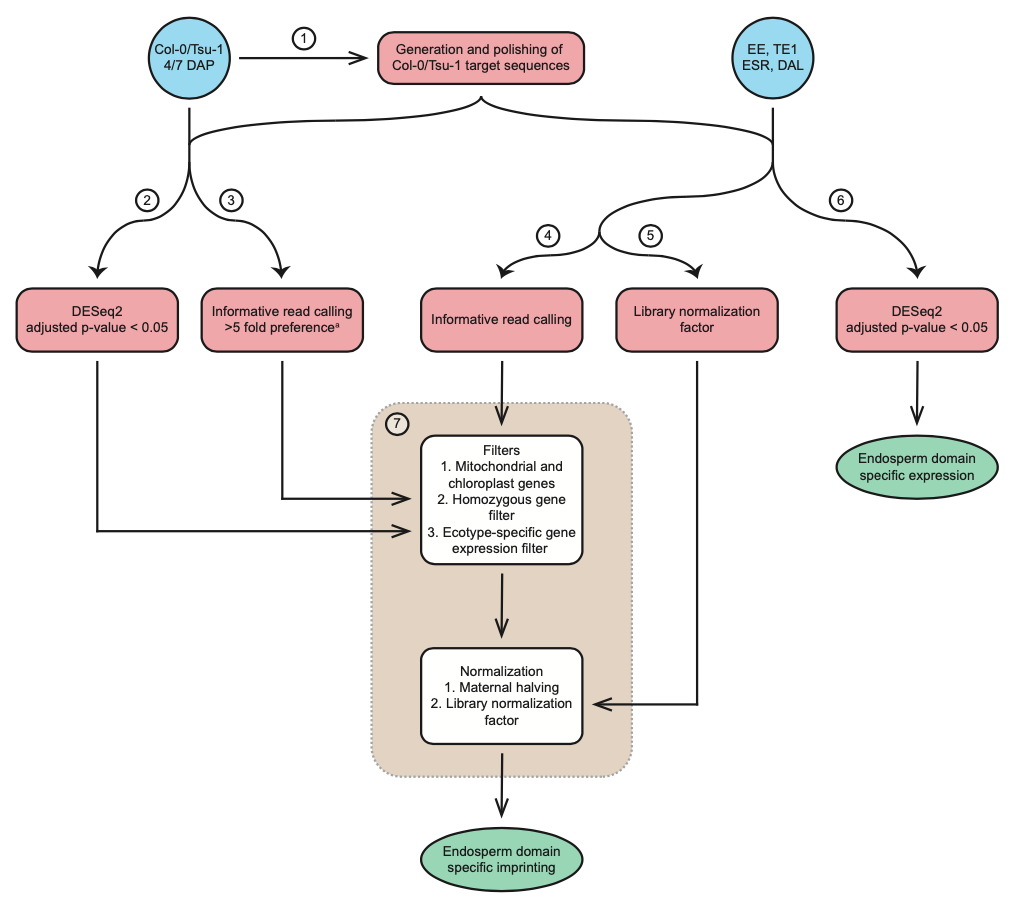 Col-0/Tsu-1
4/7 DAP
1
Generation and polishing of
Col-0/Tsu-1 target sequences
EE, TE1
ESR, DAL
2
3
4
5
6
DESeq2
adjusted p-value < 0.05
Informative read calling
>5 fold preferenceª
Informative read calling
Library normalization
factor
DESeq2
adjusted p-value < 0.05
7
Filters
1. Mitochondrial and
chloroplast genes
2. Homozygous gene
filter
3. Ecotype-specific gene
expression filter
Endosperm domain
specific expression
Normalization
1. Maternal halving
2. Library normalization
factor
Endosperm domain
specific imprinting